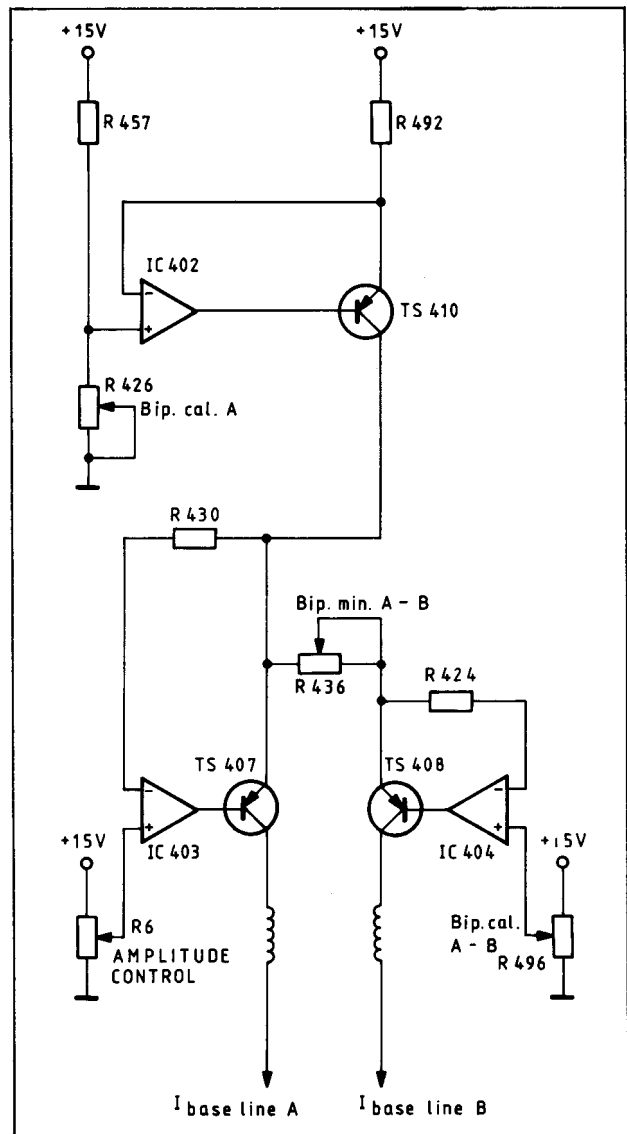 +15V
+15V
R 457
R 492
IC 402
-
+
TS 410
R 426
Bip. cal. A
R 430
Bip. min. A - B
R 436
R 424
TS 407
TS 408
-
+
IC 403
-
+
IC 404
+15V
+15V
R6
AMPLITUDE
CONTROL
Bip. cal.
A - B
R 496
I base line A
I base line B